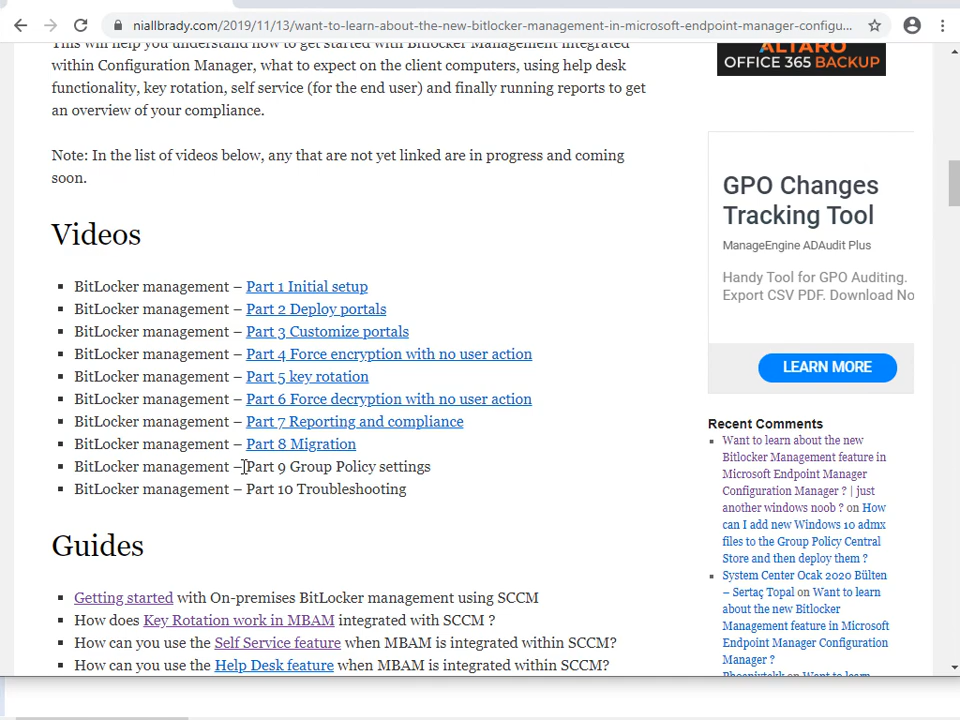 niallbrady.com/2019/11/13/want-to-learn-about-the-new-bitlocker-management-in-microsoft-endpoint-manager-configu...
This will help you understand how to get started with Bitlocker Management integrated
within Configuration Manager, what to expect on the client computers, using help desk
functionality, key rotation, self service (for the end user) and finally running reports to get
an overview of your compliance.
Note: In the list of videos below, any that are not yet linked are in progress and coming
soon.
Videos
BitLocker management – Part 1 Initial setup
BitLocker management – Part 2 Deploy portals
BitLocker management – Part 3 Customize portals
BitLocker management – Part 4 Force encryption with no user action
BitLocker management – Part 5 key rotation
BitLocker management – Part 6 Force decryption with no user action
BitLocker management – Part 7 Reporting and compliance
BitLocker management – Part 8 Migration
BitLocker management – Part 9 Group Policy settings
BitLocker management – Part 10 Troubleshooting
Guides
Getting started with On-premises BitLocker management using SCCM
How does Key Rotation work in MBAM integrated with SCCM ?
How can you use the Self Service feature when MBAM is integrated within SCCM?
How can you use the Help Desk feature when MBAM is integrated within SCCM?
ALTARO
OFFICE 365 BACKUP
GPO Changes
Tracking Tool
ManageEngine ADAudit Plus
Handy Tool for GPO Auditing.
Export CSV PDF. Download No
LEARN MORE
Recent Comments
Want to learn about the new
Bitlocker Management feature in
Microsoft Endpoint Manager
Configuration Manager ? | just
another windows noob ? on How
can I add new Windows 10 admx
files to the Group Policy Central
Store and then deploy them ?
System Center Ocak 2020 Bülten
– Sertaç Topal on Want to learn
about the new Bitlocker
Management feature in Microsoft
Endpoint Manager Configuration
Manager ?
on Want to learn